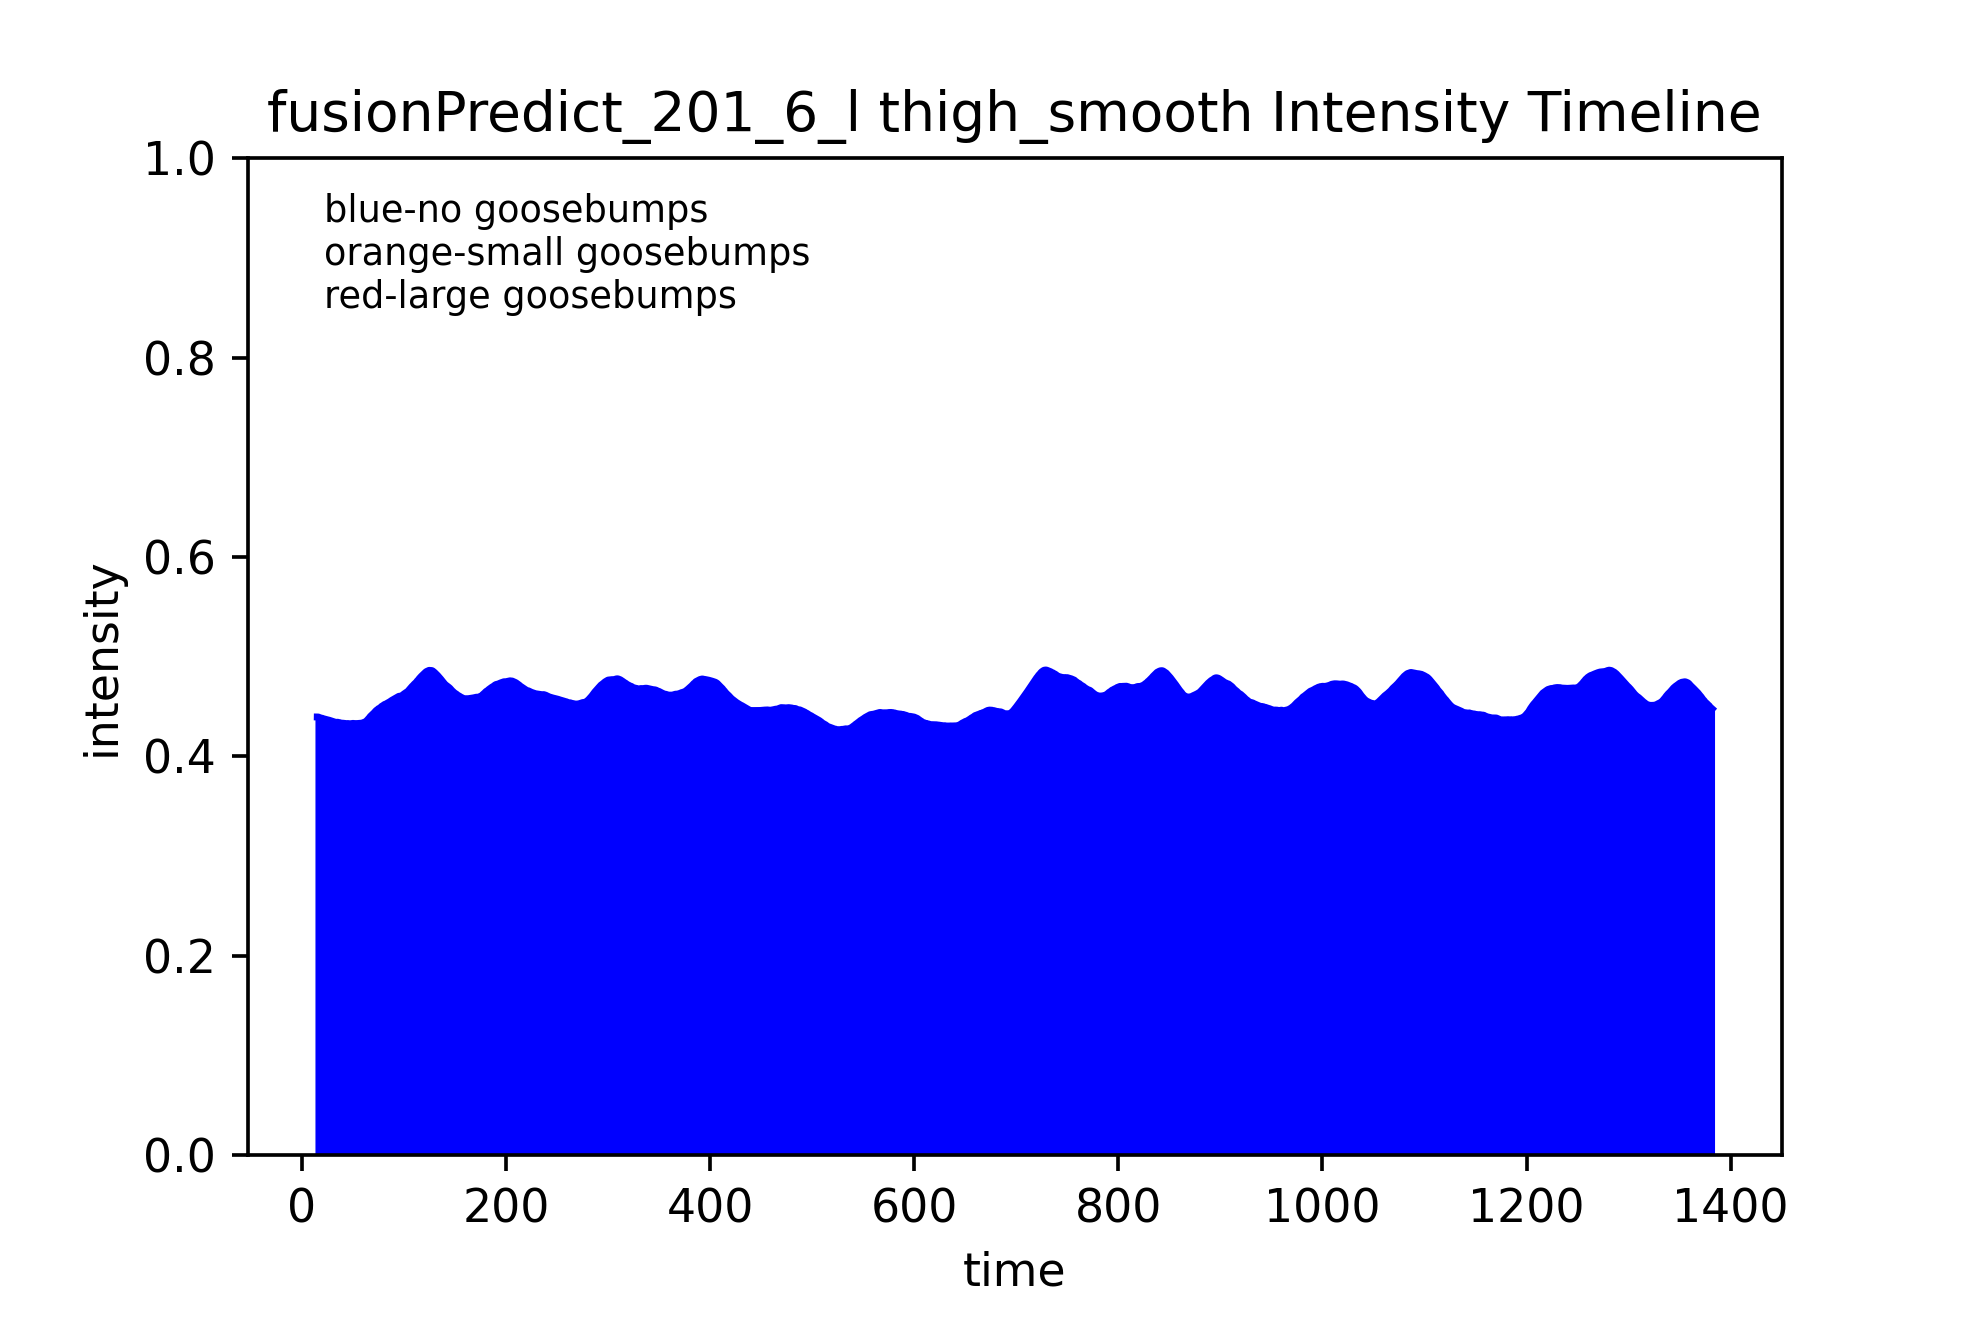 fusionPredict_201_6_l thigh_smooth Intensity Timeline
1.0
blue-no goosebumps
orange-small goosebumps
red-large goosebumps
0.8
0.6
intensity
0.4
0.2
0.0
0 200 400 600 800 1000 1200 1400
time